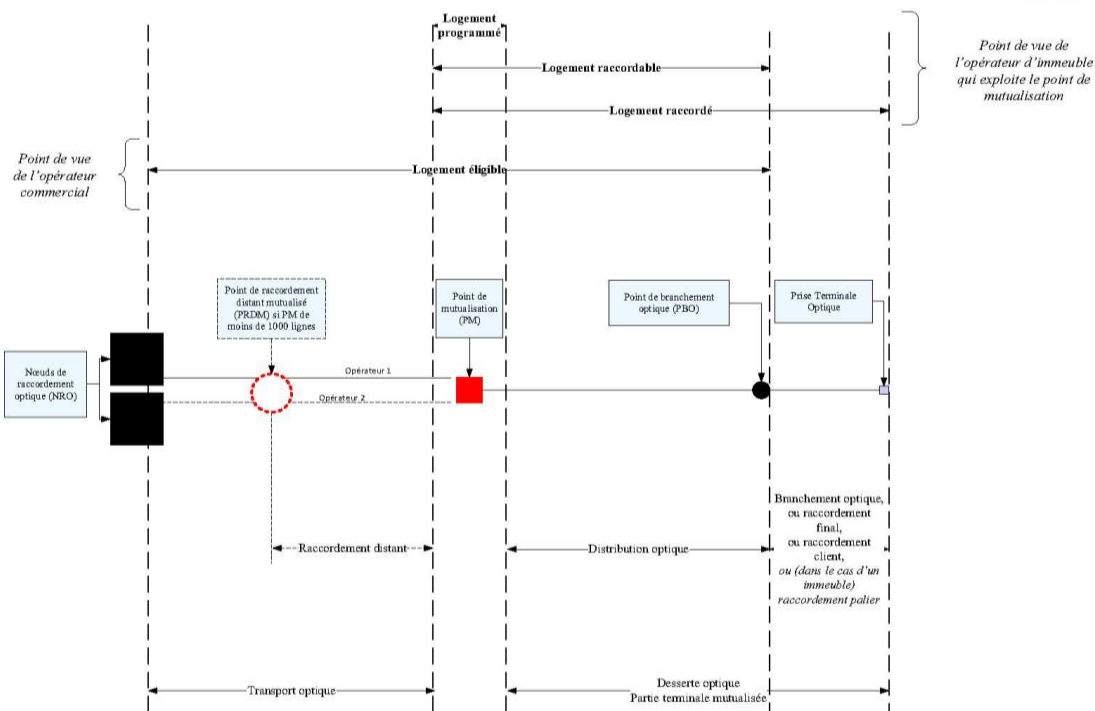 Logement
programmé
Logement raccordable
Logement raccordé
Point de vue de
l'opérateur d'immeuble
qui exploite le point de
mutualisation
Point de vue
de l'opérateur
commercial
Logement éligible
Point de raccordement
distant mutualisé
(PRDM) si PM de
moins de 1000 lignes
Point de
mutualisation
(PM)
Point de branchement
optique (PBO)
Prise Terminale
Optique
Nœuds de
raccordement
optique (NRO)
Opérateur 1
Opérateur 2
Raccordement distant
Distribution optique
Branchement optique,
ou raccordement
final,
ou raccordement
client,
ou (dans le cas d'un
immeuble)
raccordement palier
Transport optique
Desserte optique
Partie terminale mutualisée